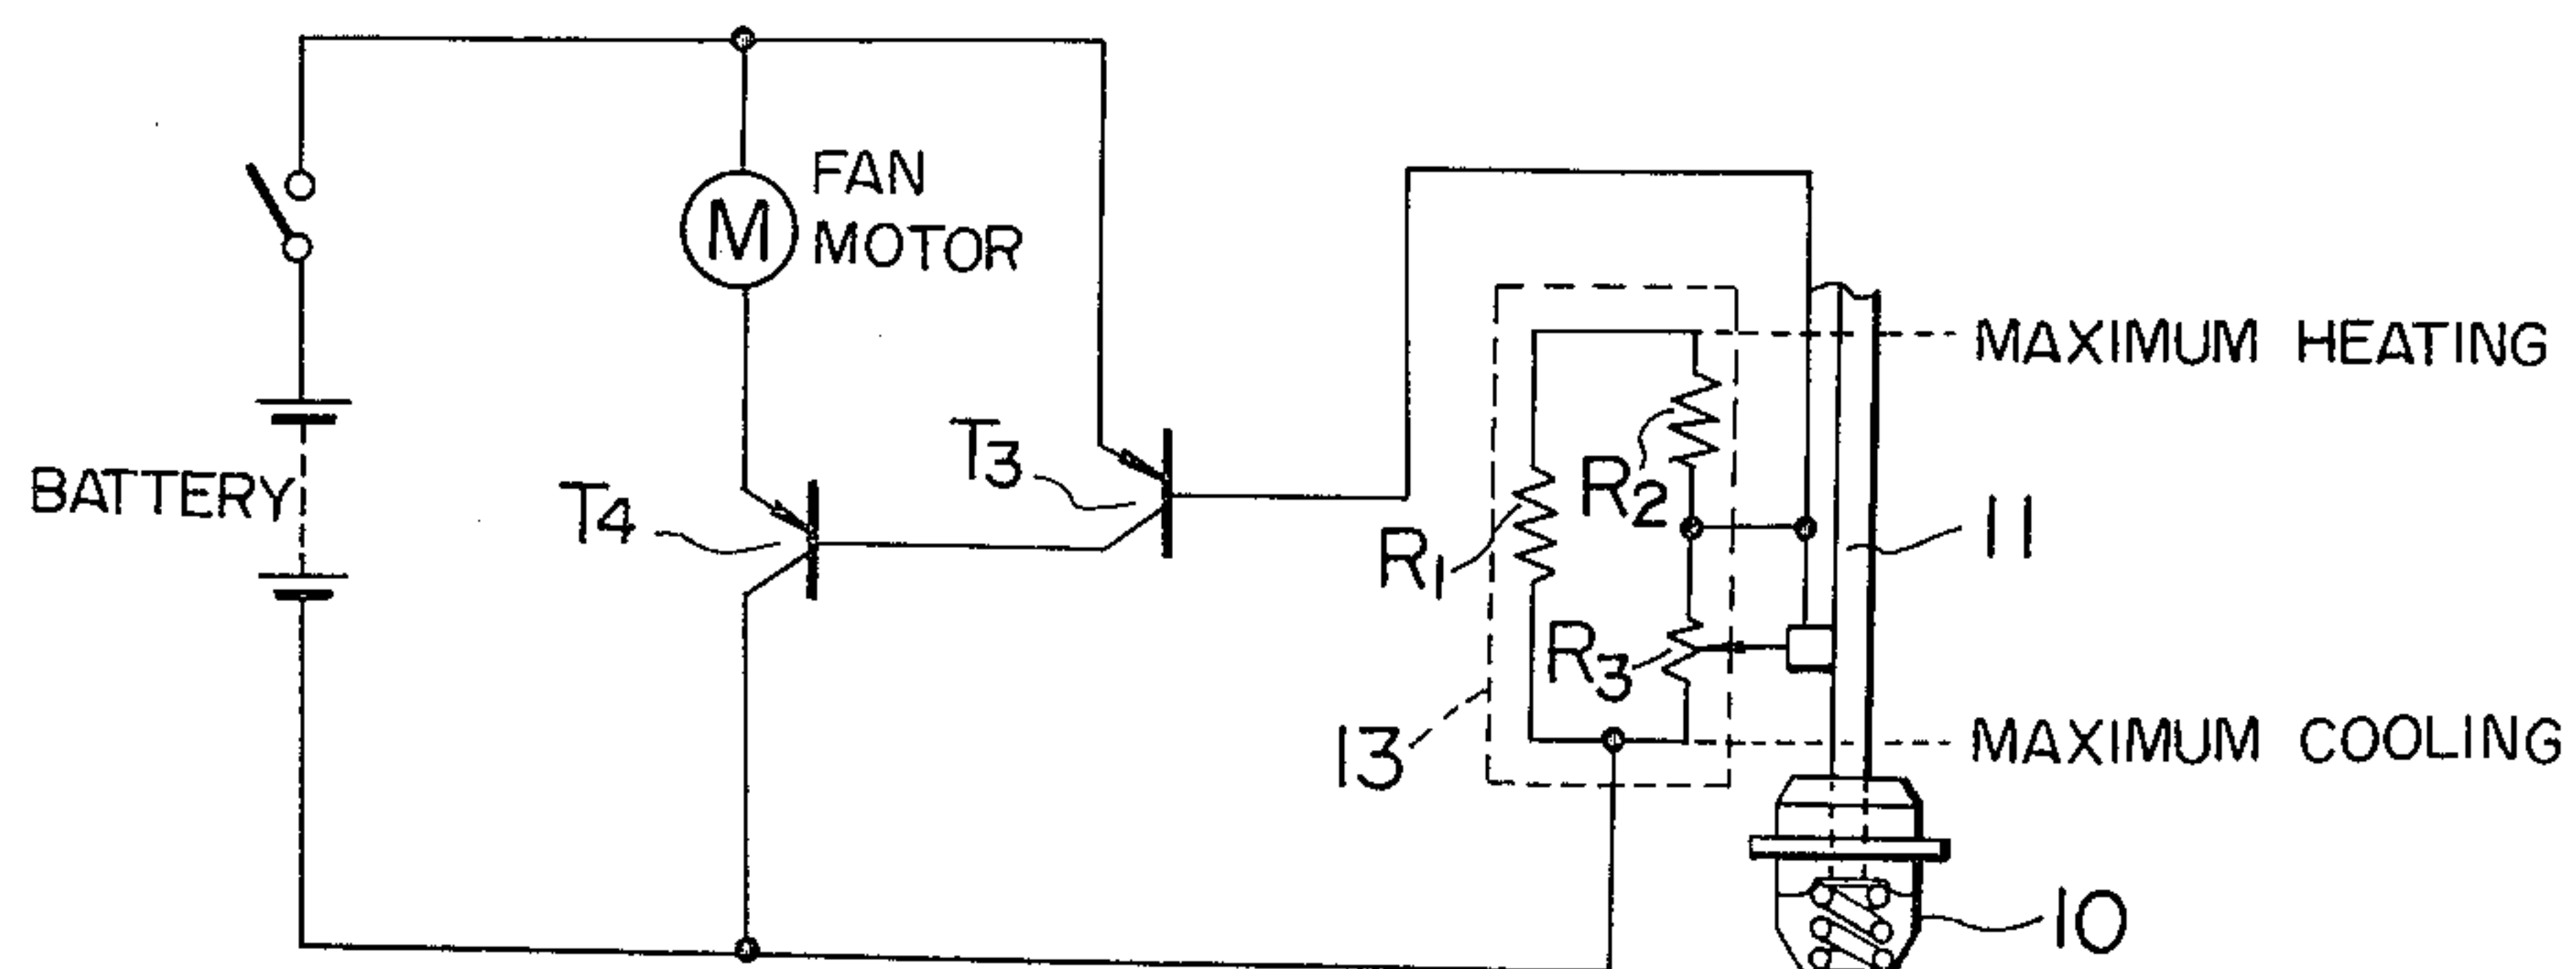 FAN
MOTOR
M
MAXIMUM HEATING
T3
R2
BATTERY
T4
R1
11
R3
13
MAXIMUM COOLING
10